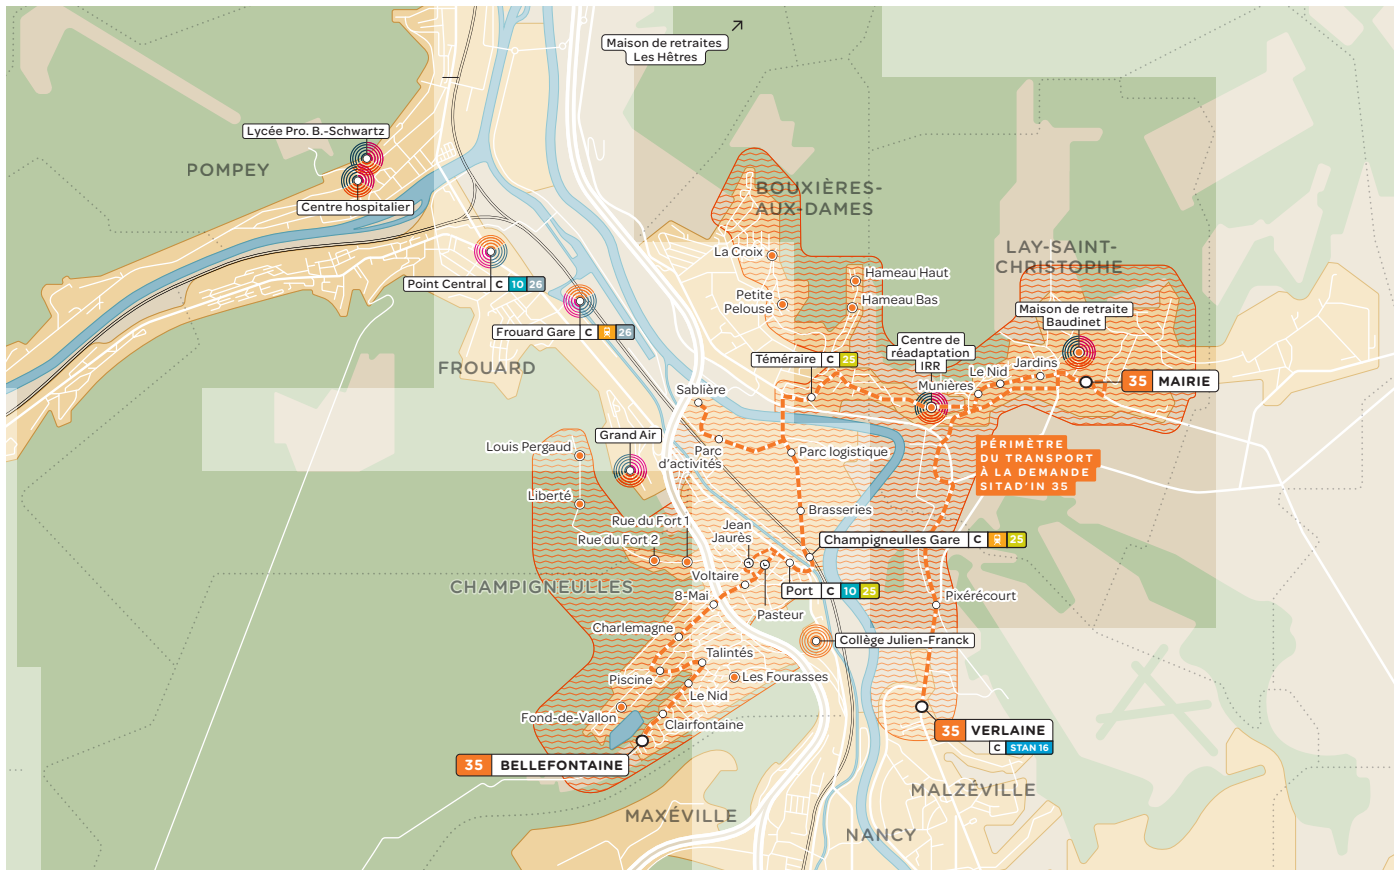 Maison de retraites
Les Hêtres
Lycée Pro. B.-Schwartz
POMPEY
Centre hospitalier
BOUXIÈRES-
AUX-DAMES
La Croix
Hameau Haut
Petite
Pelouse
Hameau Bas
LAY-SAINT-
CHRISTOPHE
Point Central C 10 26
Frouard Gare C 26
FROUARD
Maison de retraite
Baudinet
Centre de
réadaptation
IRR
Téméraire C 25
Jardins
Le Nid
Munières
35 MAIRIE
Sablière
Grand Air
Louis Pergaud
Parc
d'activités
Parc logistique
PÉRIMÈTRE
DU TRANSPORT
À LA DEMANDE
SITAD'IN 35
Liberté
Brasseries
Rue du Fort 1
Rue du Fort 2
Jean
Jaurès
Champigneulles Gare C 25
CHAMPIGNEULLES
Voltaire
Port C 10 25
8-Mai
Pasteur
Pixérécourt
Charlemagne
Collège Julien-Franck
Talintés
Piscine
Les Fourasses
Le Nid
Fond-de-Vallon
Clairfontaine
35 VERLAINE
C STAN 16
35 BELLEFONTAINE
MALZÉVILLE
MAXÉVILLE
NANCY